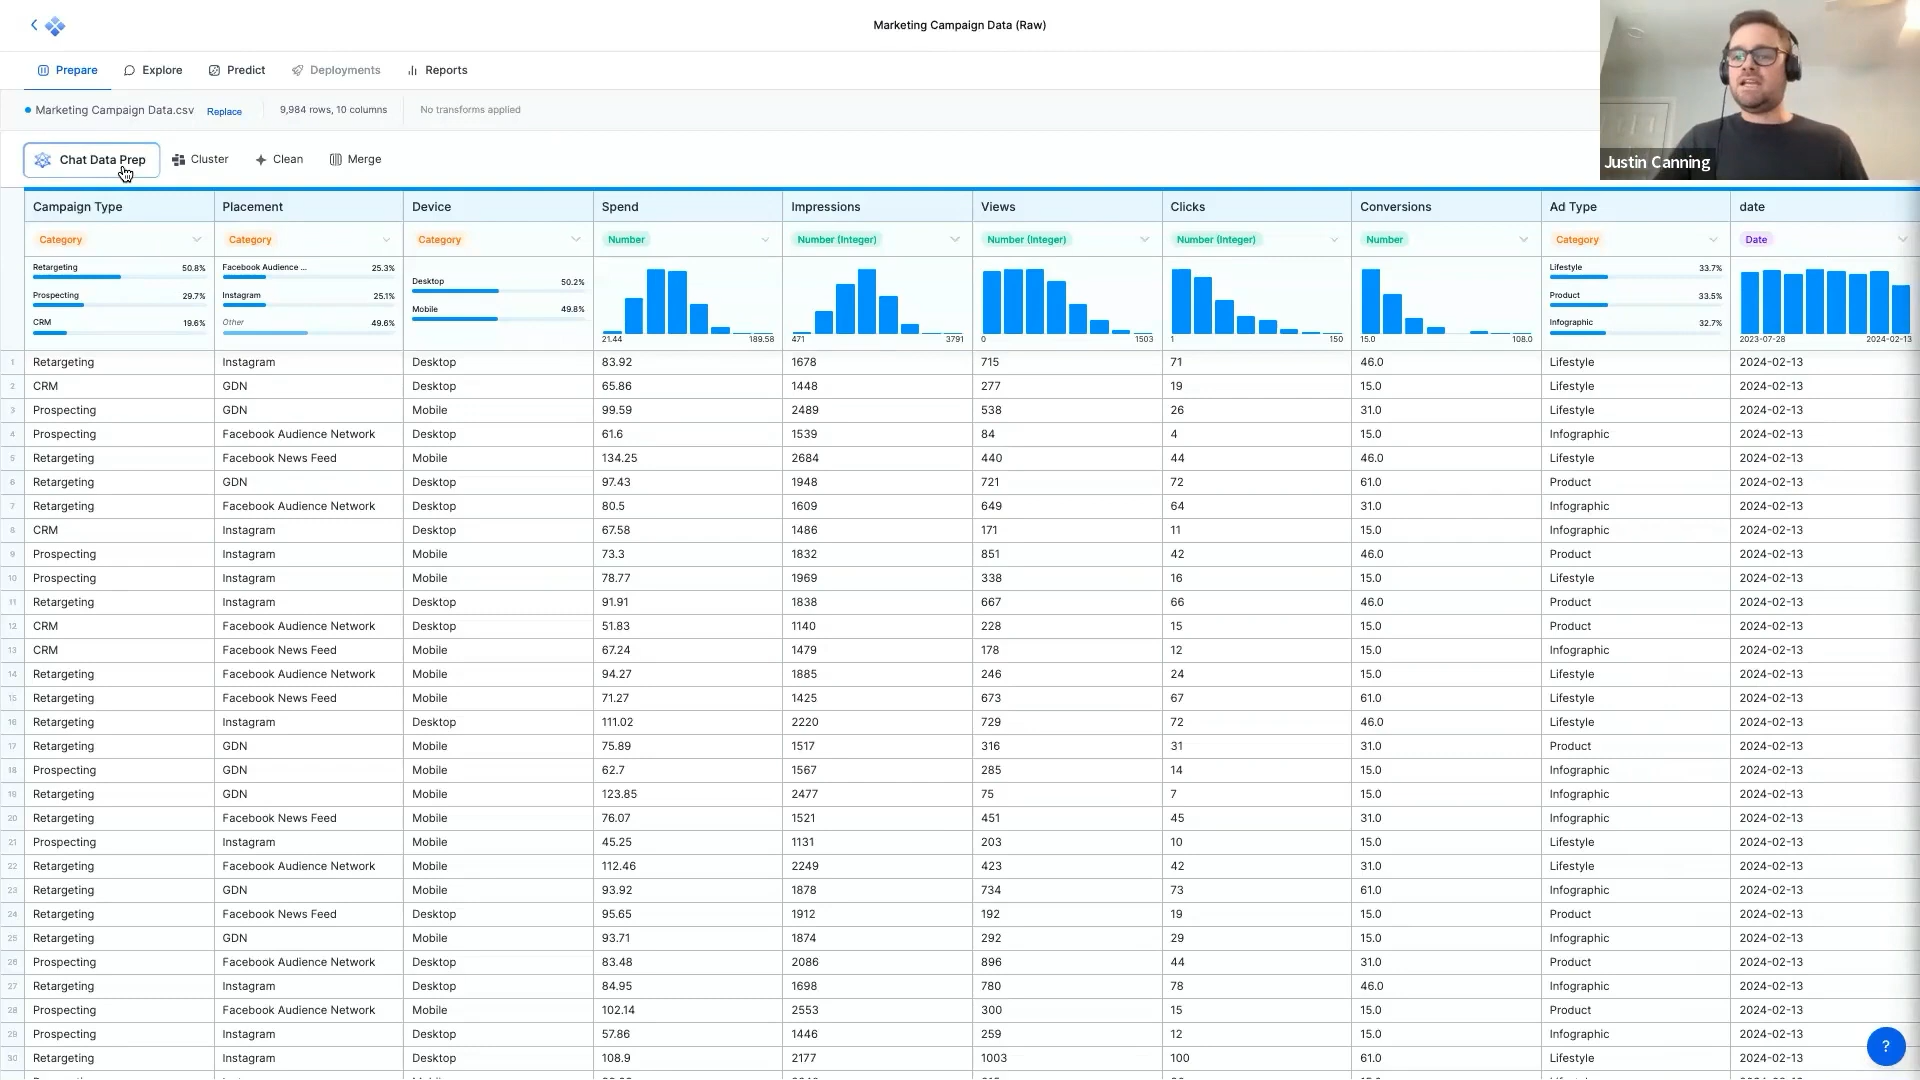 Marketing Campaign Data (Raw)
Prepare Explore Predict Deployments Reports
Marketing Campaign Data.csv Replace 9,984 rows, 10 columns No transforms applied
Chat Data Prep Cluster Clean Merge
Justin Canning
Campaign Type Placement Device Spend Impressions Views Clicks Conversions Ad Type date
Category Category Category Number Number (Integer) Number (Integer) Number (Integer) Number Category Date
Retargeting 50.8% Facebook Audience ... 25.3% Lifestyle 33.7%
Desktop 50.2%
Prospecting 29.7% Instagram 25.1% Product 33.5%
Mobile 49.8%
CRM 19.6% Other 49.6% Infographic 32.7%
21.44 189.58 471 3791 0 1503 1 150 15.0 108.0 2023-07-28 2024-02-13
1 Retargeting Instagram Desktop 83.92 1678 715 71 46.0 Lifestyle 2024-02-13
2 CRM GDN Desktop 65.86 1448 277 19 15.0 Lifestyle 2024-02-13
3 Prospecting GDN Mobile 99.59 2489 538 26 31.0 Lifestyle 2024-02-13
4 Prospecting Facebook Audience Network Desktop 61.6 1539 84 4 15.0 Infographic 2024-02-13
5 Retargeting Facebook News Feed Mobile 134.25 2684 440 44 46.0 Lifestyle 2024-02-13
6 Retargeting GDN Desktop 97.43 1948 721 72 61.0 Product 2024-02-13
7 Retargeting Facebook Audience Network Desktop 80.5 1609 649 64 31.0 Infographic 2024-02-13
8 CRM Instagram Desktop 67.58 1486 171 11 15.0 Infographic 2024-02-13
9 Prospecting Instagram Mobile 73.3 1832 851 42 46.0 Product 2024-02-13
10 Prospecting Instagram Mobile 78.77 1969 338 16 15.0 Lifestyle 2024-02-13
11 Retargeting Instagram Desktop 91.91 1838 667 66 46.0 Product 2024-02-13
12 CRM Facebook Audience Network Desktop 51.83 1140 228 15 15.0 Product 2024-02-13
13 CRM Facebook News Feed Mobile 67.24 1479 178 12 15.0 Infographic 2024-02-13
14 Retargeting Facebook Audience Network Mobile 94.27 1885 246 24 15.0 Lifestyle 2024-02-13
15 Retargeting Facebook News Feed Mobile 71.27 1425 673 67 61.0 Lifestyle 2024-02-13
16 Retargeting Instagram Desktop 111.02 2220 729 72 46.0 Lifestyle 2024-02-13
17 Retargeting GDN Mobile 75.89 1517 316 31 31.0 Product 2024-02-13
18 Prospecting GDN Mobile 62.7 1567 285 14 15.0 Infographic 2024-02-13
19 Retargeting GDN Mobile 123.85 2477 75 7 15.0 Infographic 2024-02-13
20 Retargeting Facebook News Feed Mobile 76.07 1521 451 45 31.0 Infographic 2024-02-13
21 Prospecting Instagram Mobile 45.25 1131 203 10 15.0 Lifestyle 2024-02-13
22 Retargeting Facebook Audience Network Mobile 112.46 2249 423 42 31.0 Lifestyle 2024-02-13
23 Retargeting GDN Mobile 93.92 1878 734 73 61.0 Infographic 2024-02-13
24 Retargeting Facebook News Feed Desktop 95.65 1912 192 19 15.0 Product 2024-02-13
25 Retargeting GDN Mobile 93.71 1874 292 29 15.0 Infographic 2024-02-13
26 Prospecting Facebook Audience Network Desktop 83.48 2086 896 44 31.0 Product 2024-02-13
27 Retargeting Instagram Desktop 84.95 1698 780 78 46.0 Infographic 2024-02-13
28 Prospecting Facebook Audience Network Mobile 102.14 2553 300 15 15.0 Product 2024-02-13
29 Prospecting Instagram Desktop 57.86 1446 259 12 15.0 Infographic 2024-02-13
30 Retargeting Instagram Desktop 108.9 2177 1003 100 61.0 Lifestyle 2024-02-13
?